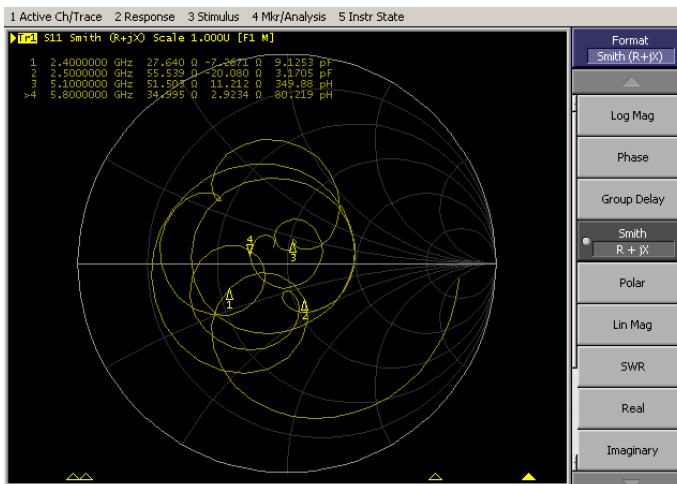 1 Active Ch/Trace 2 Response 3 Stimulus 4 Mkr/Analysis 5 Instr State
Tr1 S11 Smith (R+jX) Scale 1.000U [F1 M]
1 2.4000000 GHz 27.640 Ω -7.2671 Ω 9.1253 pF
2 2.5000000 GHz 55.539 Ω -20.080 Ω 3.1705 pF
3 5.1000000 GHz 51.503 Ω 11.212 Ω 349.88 pH
>4 5.8000000 GHz 34.995 Ω 2.9234 Ω 80.219 pH
4
3
1
2
Format
Smith (R+jX)
Log Mag
Phase
Group Delay
Smith
R + jX
Polar
Lin Mag
SWR
Real
Imaginary